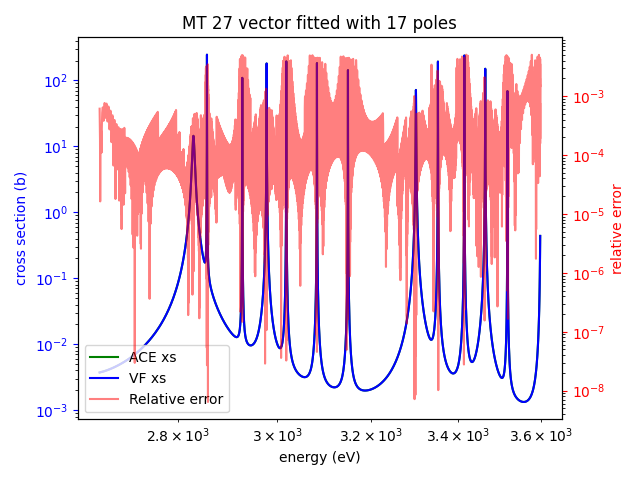 MT 27 vector fitted with 17 poles
cross section (b)
10²
10¹
10⁰
10⁻¹
10⁻²
10⁻³
ACE xs
VF xs
Relative error
10⁻³
10⁻⁴
10⁻⁵
10⁻⁶
10⁻⁷
10⁻⁸
relative error
2.8 × 10³ 3 × 10³ 3.2 × 10³ 3.4 × 10³ 3.6 × 10³
energy (eV)